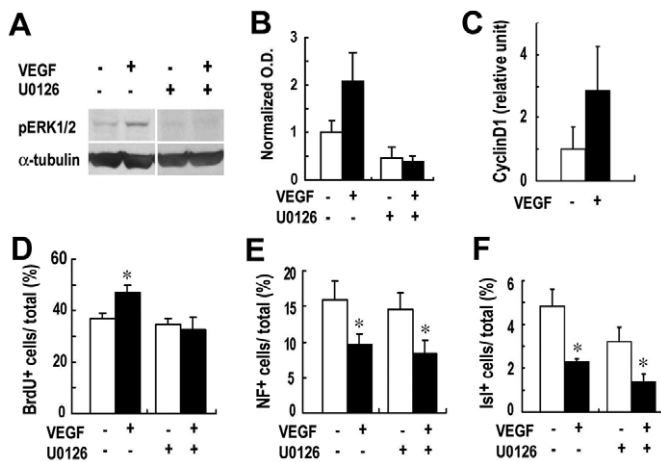 A
VEGF - + - +
U0126 - - + +
pERK1/2
α-tubulin
B
Normalized O.D.
3
2
1
0
VEGF - + - +
U0126 - - + +
C
CyclinD1 (relative unit)
4
2
0
VEGF - +
D
BrdU+ cells/ total (%)
60
40
20
0
*
VEGF - + - +
U0126 - - + +
E
NF+ cells/ total (%)
20
15
10
5
0
* *
VEGF - + - +
U0126 - - + +
F
Isl+ cells/ total (%)
6
4
2
0
* *
VEGF - + - +
U0126 - - + +